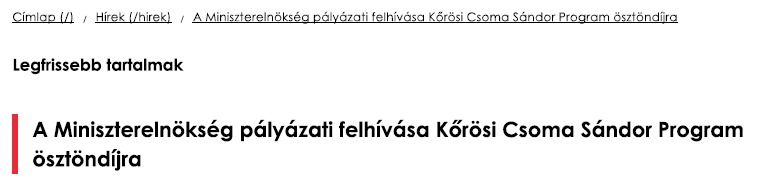 Címlap (/) / Hírek (/hirek) / A Miniszterelnökség pályázati felhívása Kőrösi Csoma Sándor Program ösztöndíjra
Legfrissebb tartalmak
A Miniszterelnökség pályázati felhívása Kőrösi Csoma Sándor Program
ösztöndíjra